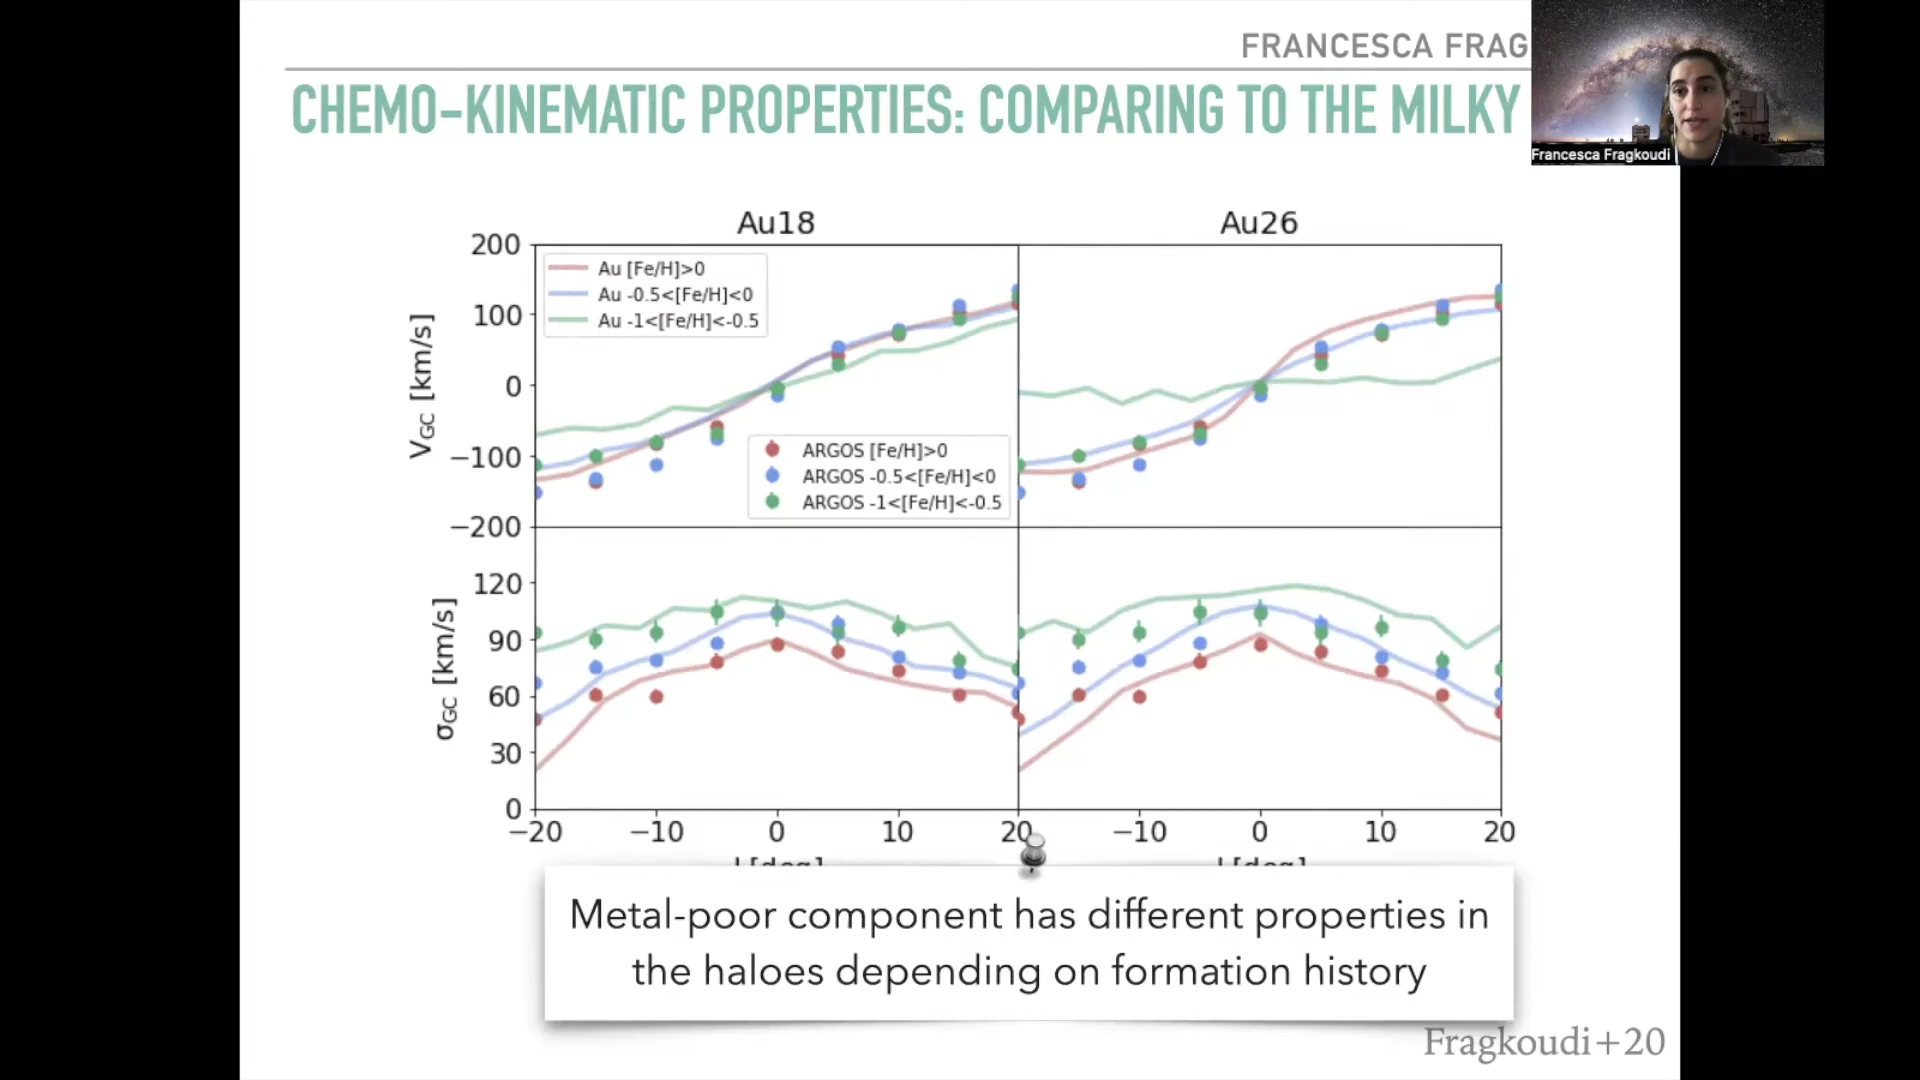 FRANCESCA FRAG
CHEMO-KINEMATIC PROPERTIES: COMPARING TO THE MILKY
Francesca Fragkoudi
Au18
Au26
200
100
0
−100
−200
V_GC [km/s]
Au [Fe/H]>0
Au -0.5<[Fe/H]<0
Au -1<[Fe/H]<-0.5
ARGOS [Fe/H]>0
ARGOS -0.5<[Fe/H]<0
ARGOS -1<[Fe/H]<-0.5
120
90
60
30
0
σ_GC [km/s]
−20 −10 0 10 20 −10 0 10 20
l [deg] l [deg]
Metal-poor component has different properties in
the haloes depending on formation history
Fragkoudi+20